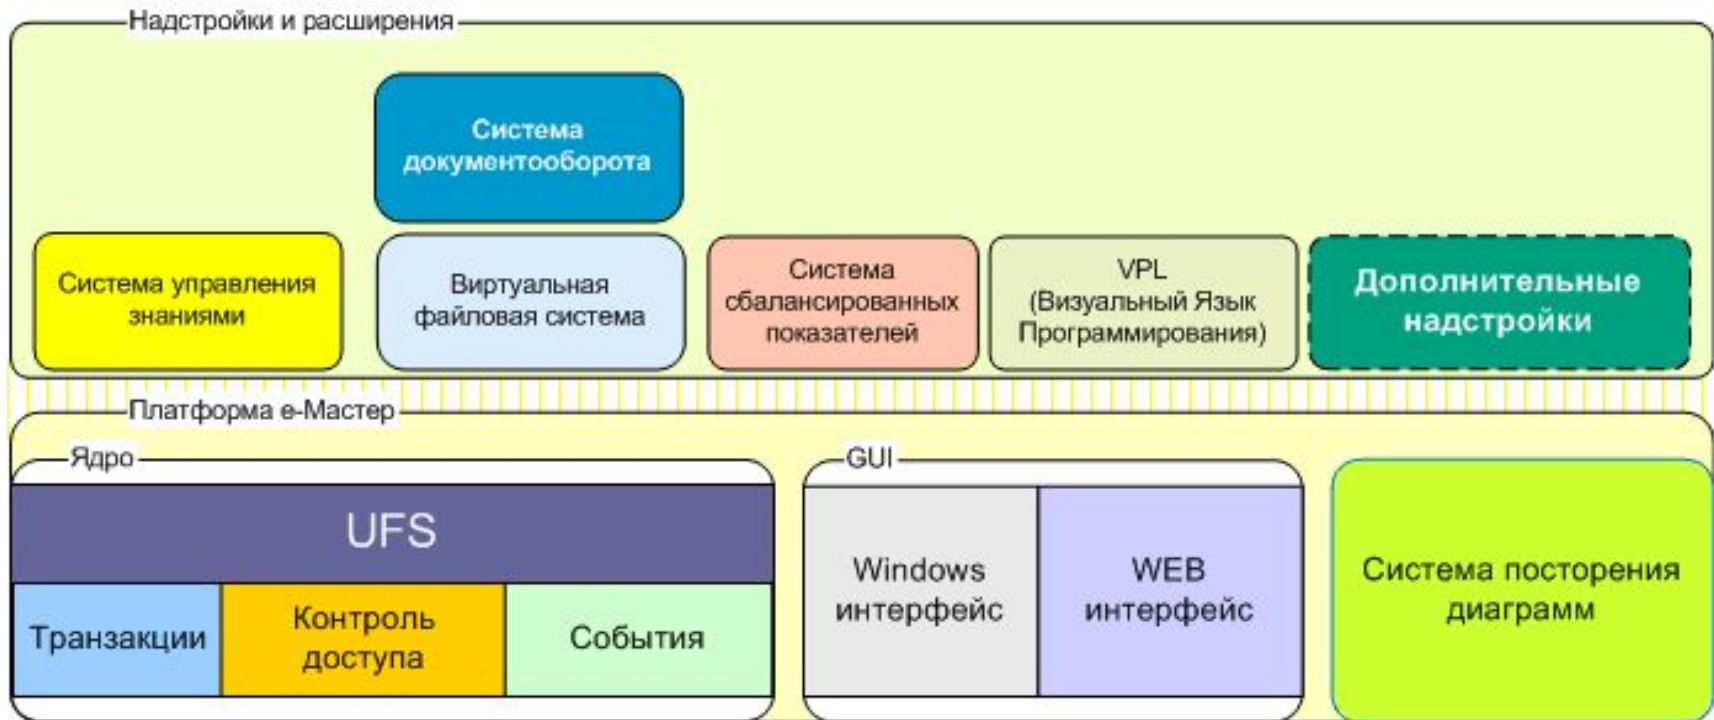 Надстройки и расширения
Система
документооборота
Система управления
знаниями
Виртуальная
файловая система
Система
сбалансированных
показателей
VPL
(Визуальный Язык
Программирования)
Дополнительные
надстройки
Платформа е-Мастер
Ядро
UFS
Транзакции
Контроль
доступа
События
GUI
Windows
интерфейс
WEB
интерфейс
Система посторения
диаграмм